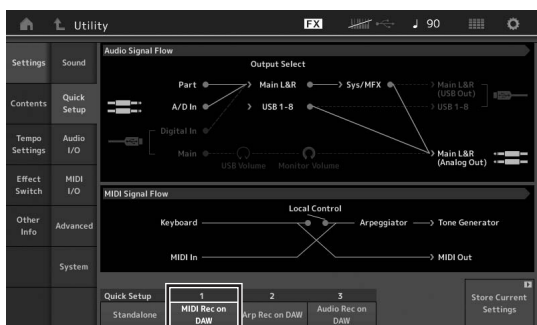 Utility
FX
90
Settings
Sound
Contents
Quick
Setup
Tempo
Settings
Audio
I/O
Effect
Switch
MIDI
I/O
Other
Info
Advanced
System
Audio Signal Flow
Output Select
Part
Main L&R
Sys/MFX
Main L&R
(USB Out)
A/D In
USB 1-8
USB 1-8
Digital In
Main
USB Volume
Monitor Volume
Main L&R
(Analog Out)
MIDI Signal Flow
Local Control
Keyboard
Arpeggiator
Tone Generator
MIDI In
MIDI Out
Quick Setup
1
2
3
Standalone
MIDI Rec on
DAW
Arp Rec on DAW
Audio Rec on
DAW
Store Current
Settings